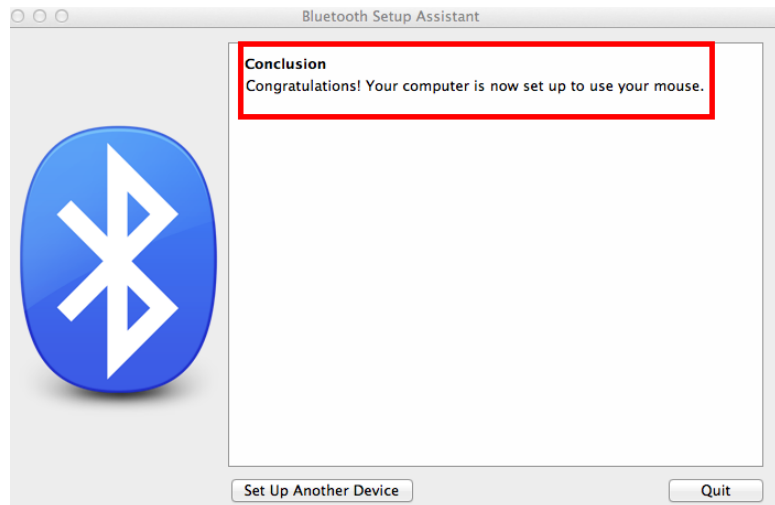 Bluetooth Setup Assistant
Conclusion
Congratulations! Your computer is now set up to use your mouse.
Set Up Another Device
Quit